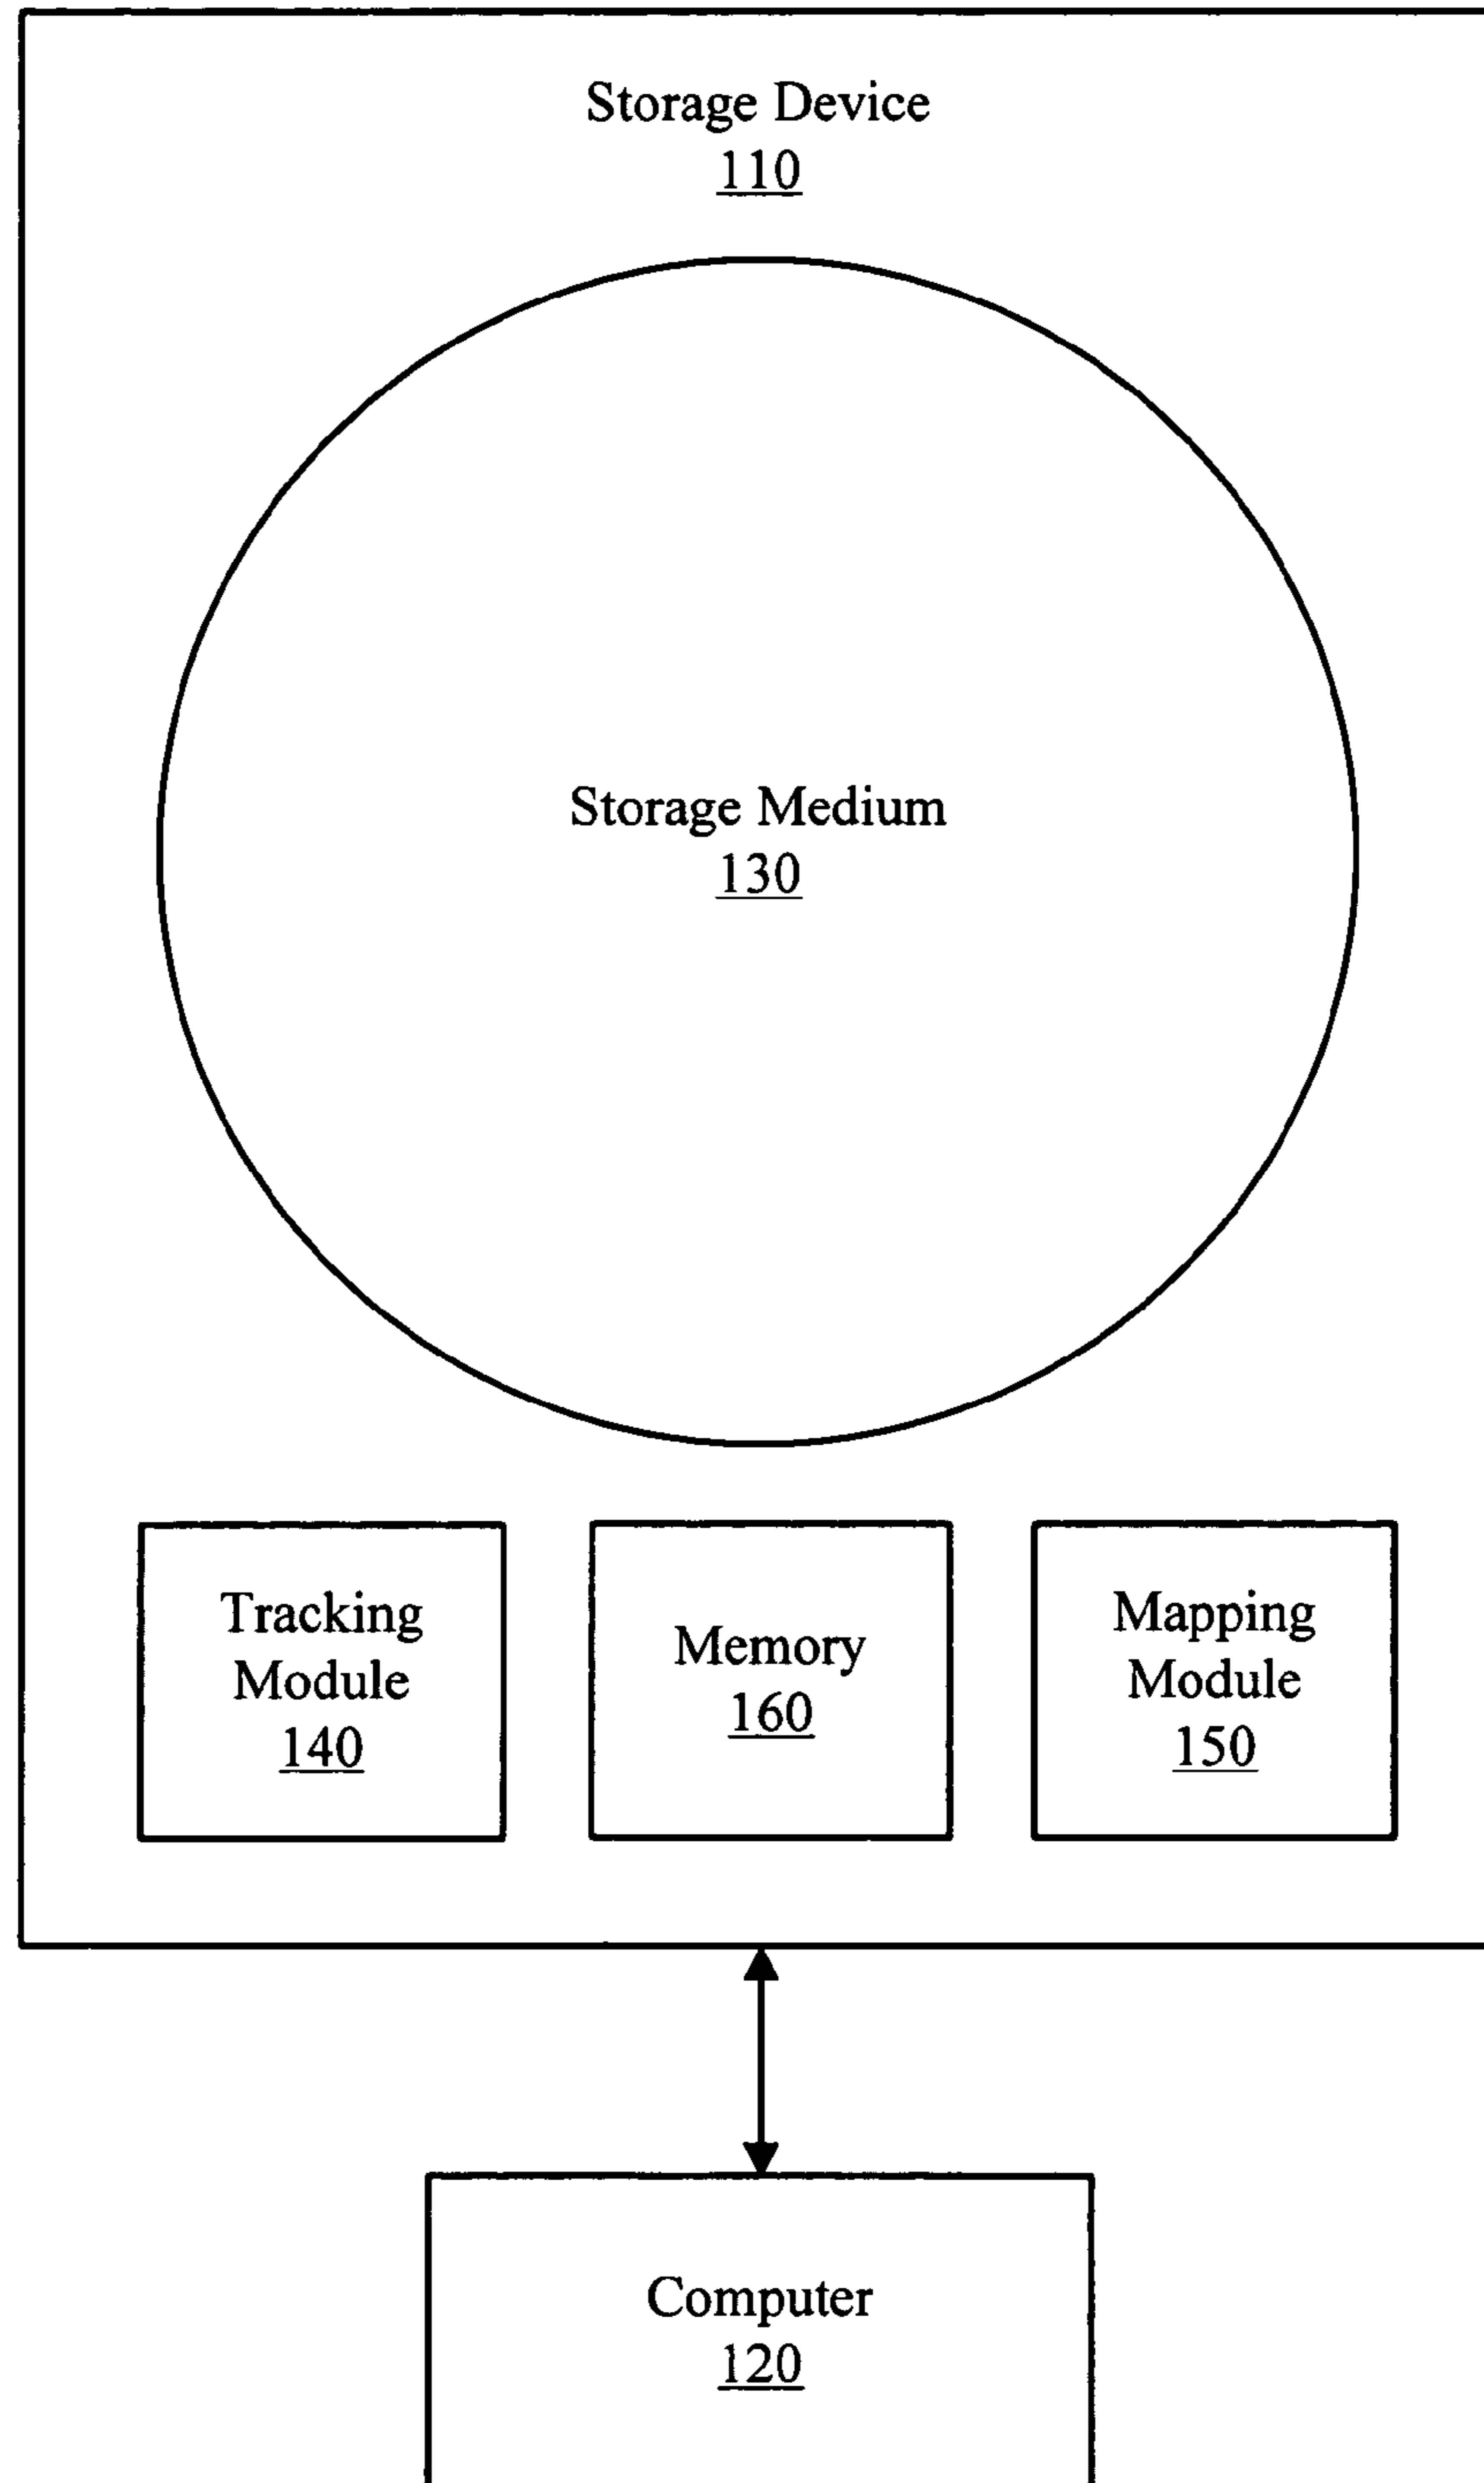 Storage Device
110
Storage Medium
130
Tracking
Module
140
Memory
160
Mapping
Module
150
Computer
120